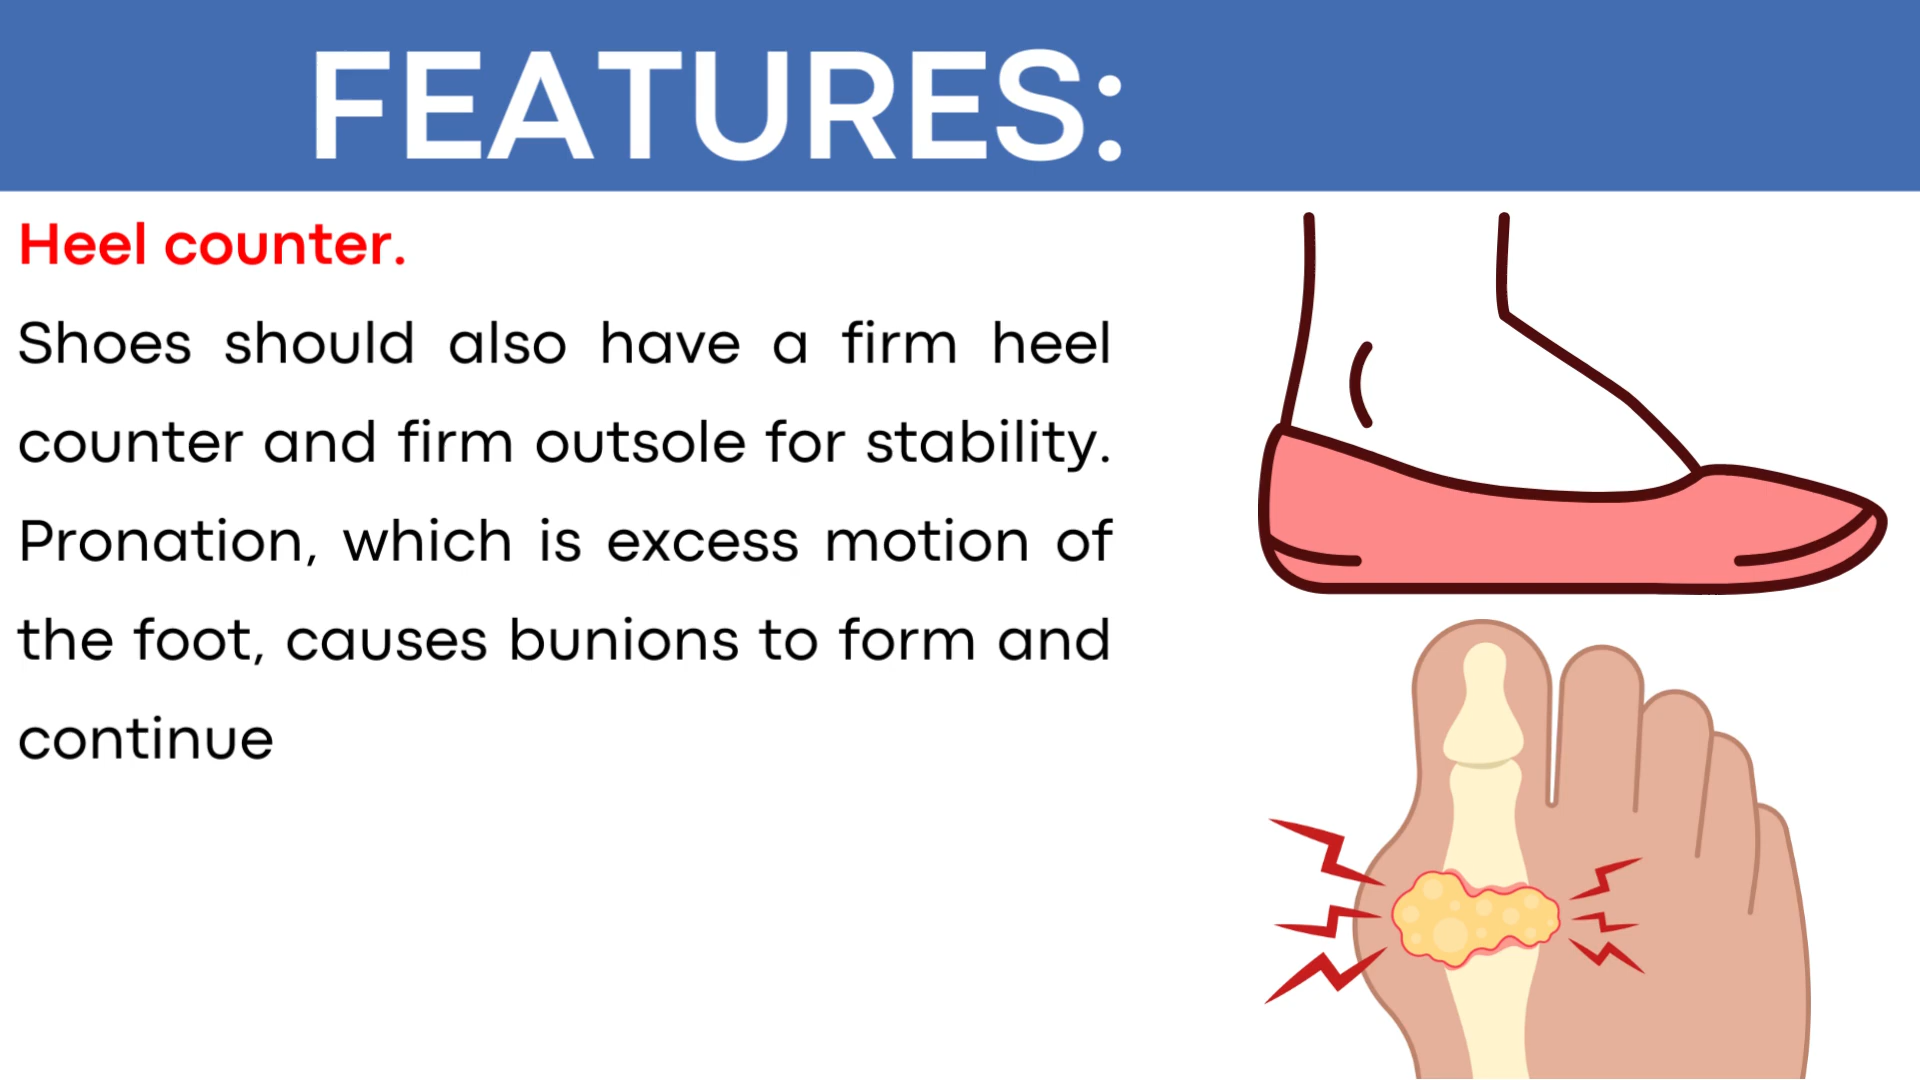 FEATURES:
Heel counter.
Shoes should also have a firm heel
counter and firm outsole for stability.
Pronation, which is excess motion of
the foot, causes bunions to form and
continue